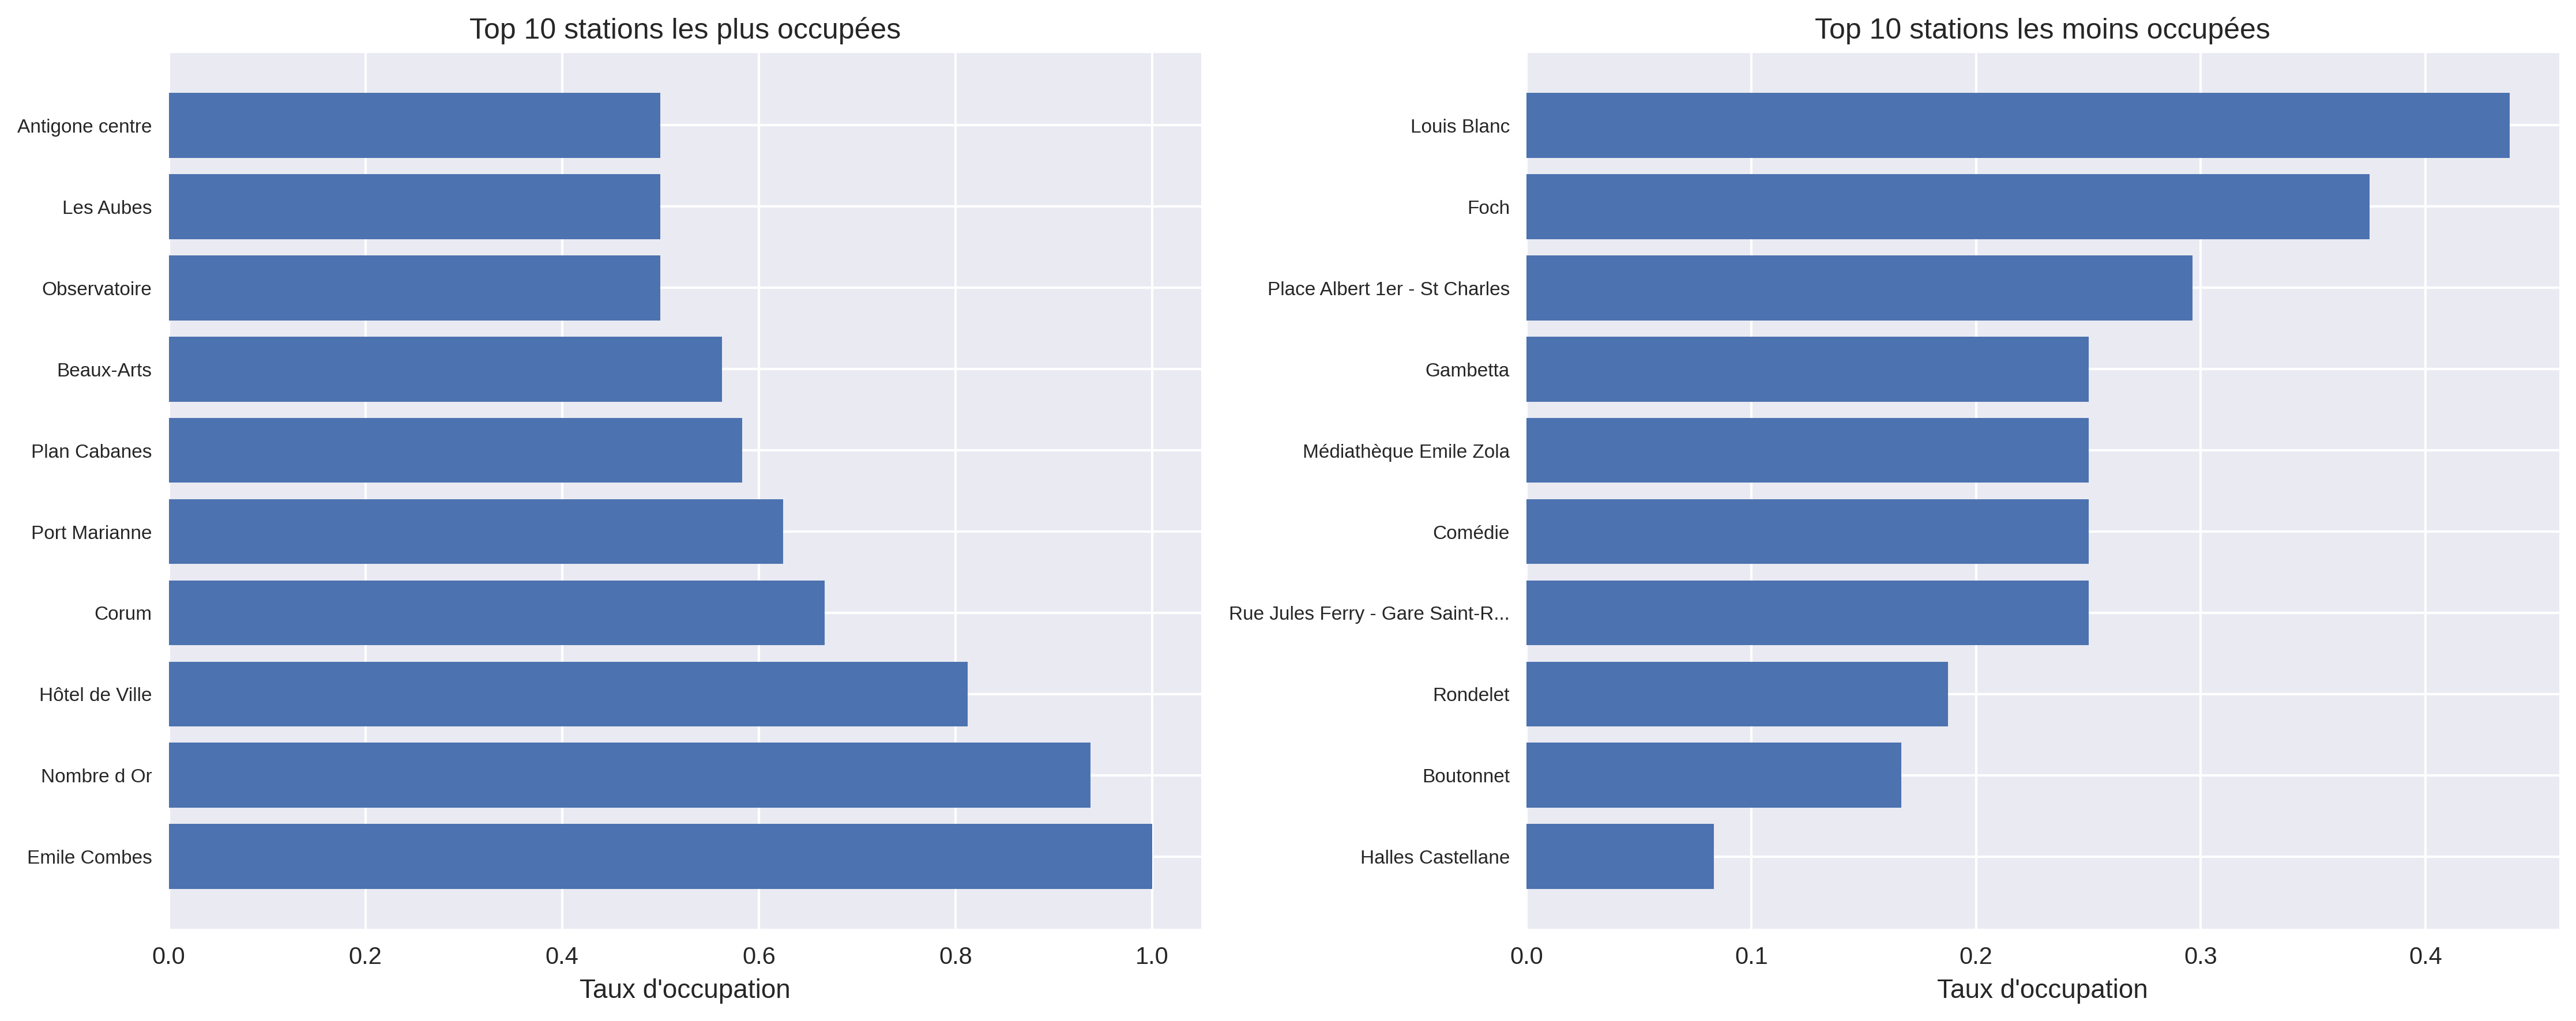 Top 10 stations les plus occupées
Antigone centre
Les Aubes
Observatoire
Beaux-Arts
Plan Cabanes
Port Marianne
Corum
Hôtel de Ville
Nombre d Or
Emile Combes
0.0 0.2 0.4 0.6 0.8 1.0
Taux d'occupation
Top 10 stations les moins occupées
Louis Blanc
Foch
Place Albert 1er - St Charles
Gambetta
Médiathèque Emile Zola
Comédie
Rue Jules Ferry - Gare Saint-R...
Rondelet
Boutonnet
Halles Castellane
0.0 0.1 0.2 0.3 0.4
Taux d'occupation